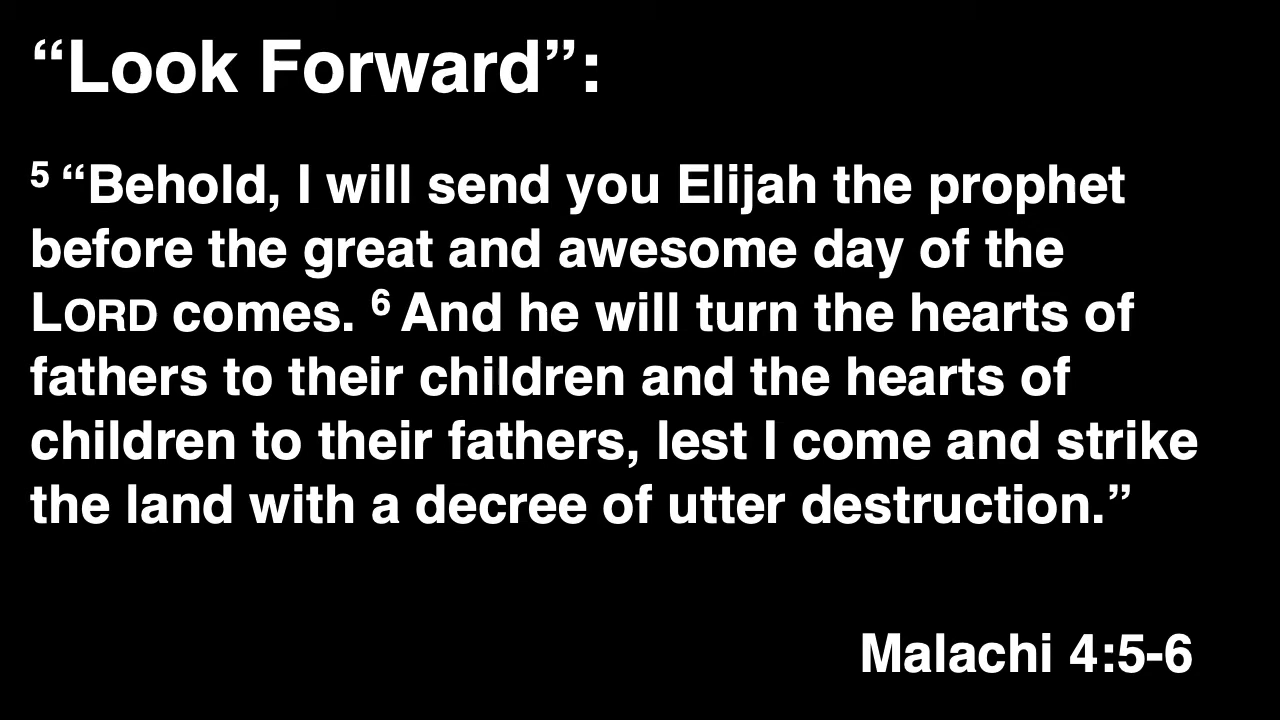 “Look Forward”:
5 “Behold, I will send you Elijah the prophet
before the great and awesome day of the
LORD comes. 6 And he will turn the hearts of
fathers to their children and the hearts of
children to their fathers, lest I come and strike
the land with a decree of utter destruction.”
Malachi 4:5-6